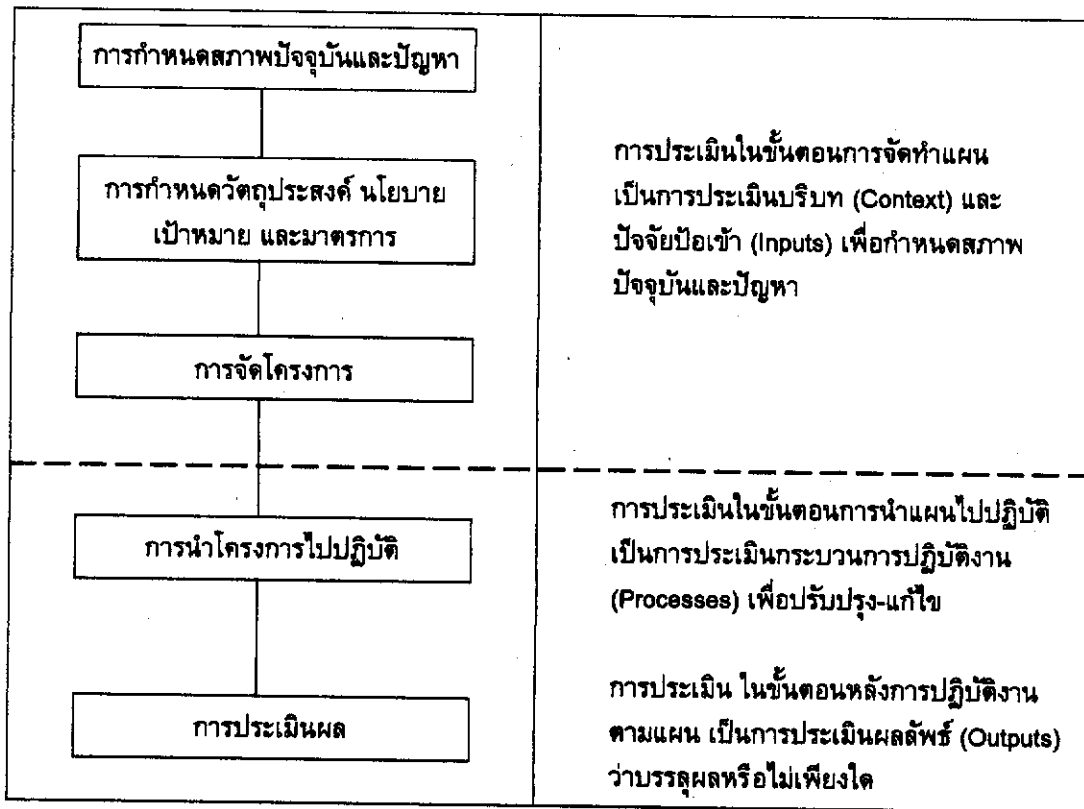 การกำหนดสภาพปัจจุบันและปัญหา
การกำหนดวัตถุประสงค์ นโยบาย
เป้าหมาย และมาตรการ
การจัดโครงการ
การนำโครงการไปปฏิบัติ
การประเมินผล
การประเมินในขั้นตอนการจัดทำแผน
เป็นการประเมินบริบท (Context) และ
ปัจจัยป้อเข้า (Inputs) เพื่อกำหนดสภาพ
ปัจจุบันและปัญหา
การประเมินในขั้นตอนการนำแผนไปปฏิบัติ
เป็นการประเมินกระบวนการปฏิบัติงาน
(Processes) เพื่อปรับปรุง-แก้ไข
การประเมิน ในขั้นตอนหลังการปฏิบัติงาน
ตามแผน เป็นการประเมินผลลัพธ์ (Outputs)
ว่าบรรลุผลหรือไม่เพียงใด